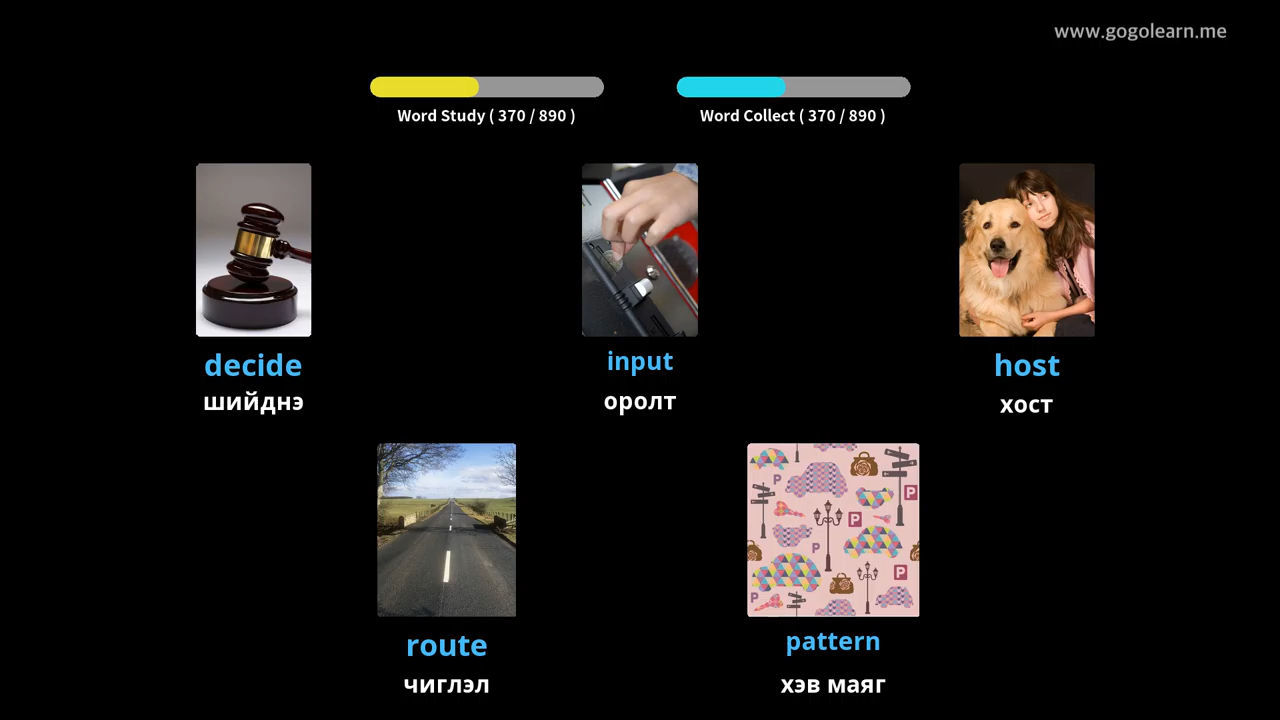 www.gogolearn.me
Word Study ( 370 / 890 )
Word Collect ( 370 / 890 )
decide
шийднэ
input
оролт
host
хост
route
чиглэл
pattern
хэв маяг
P
P
P
P
P
P